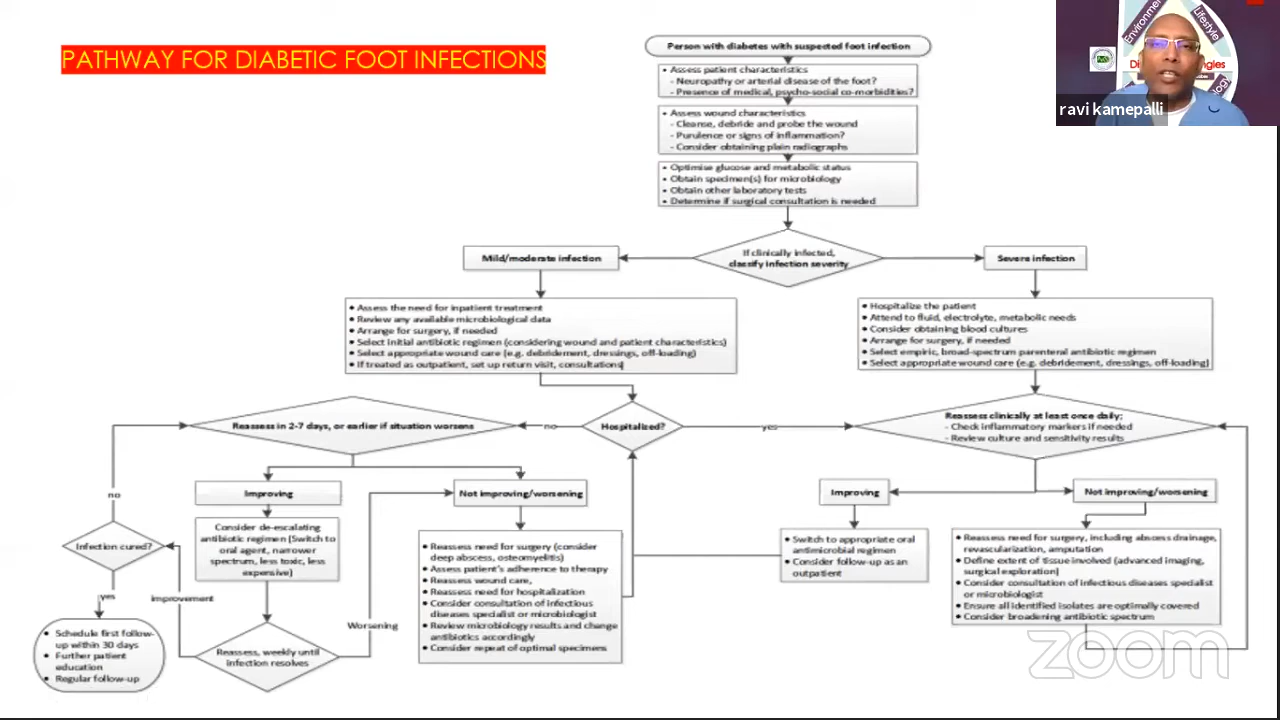 PATHWAY FOR DIABETIC FOOT INFECTIONS
Environmen
Lifestyle
ravi kamepalli
Person with diabetes with suspected foot infection
• Assess patient characteristics
- Neuropathy or arterial disease of the foot?
- Presence of medical, psycho-social co-morbidities?
• Assess wound characteristics
- Cleanse, debride and probe the wound
- Purulence or signs of inflammation?
- Consider obtaining plain radiographs
• Optimise glucose and metabolic status
• Obtain specimen(s) for microbiology
• Obtain other laboratory tests
• Determine if surgical consultation is needed
If clinically infected,
classify infection severity
Mild/moderate infection
Severe infection
• Assess the need for inpatient treatment
• Review any available microbiological data
• Arrange for surgery, if needed
• Select initial antibiotic regimen (considering wound and patient characteristics)
• Select appropriate wound care (e.g. debridement, dressings, off-loading)
• If treated as outpatient, set up return visit, consultations
• Hospitalize the patient
• Attend to fluid, electrolyte, metabolic needs
• Consider obtaining blood cultures
• Arrange for surgery, if needed
• Select empiric, broad-spectrum parenteral antibiotic regimen
• Select appropriate wound care (e.g. debridement, dressings, off-loading)
Reassess in 2-7 days, or earlier if situation worsens
no
Hospitalized?
yes
Reassess clinically at least once daily;
- Check inflammatory markers if needed
- Review culture and sensitivity results
no
Improving
Not improving/worsening
Improving
Not improving/worsening
Infection cured?
Consider de-escalating
antibiotic regimen (Switch to
oral agent, narrower
spectrum, less toxic, less
expensive)
• Reassess need for surgery (consider
deep abscess, osteomyelitis)
• Assess patient's adherence to therapy
• Reassess wound care,
• Reassess need for hospitalization
• Consider consultation of infectious
diseases specialist or microbiologist
• Review microbiology results and change
antibiotics accordingly
• Consider repeat of optimal specimens
• Switch to appropriate oral
antimicrobial regimen
• Consider follow-up as an
outpatient
• Reassess need for surgery, including abscess drainage,
revascularization, amputation
• Define extent of tissue involved (advanced imaging,
surgical exploration)
• Consider consultation of infectious diseases specialist
or microbiologist
• Ensure all identified isolates are optimally covered
• Consider broadening antibiotic spectrum
yes
improvement
Worsening
• Schedule first follow-
up within 30 days
• Further patient
education
• Regular follow-up
Reassess, weekly until
infection resolves
zoom